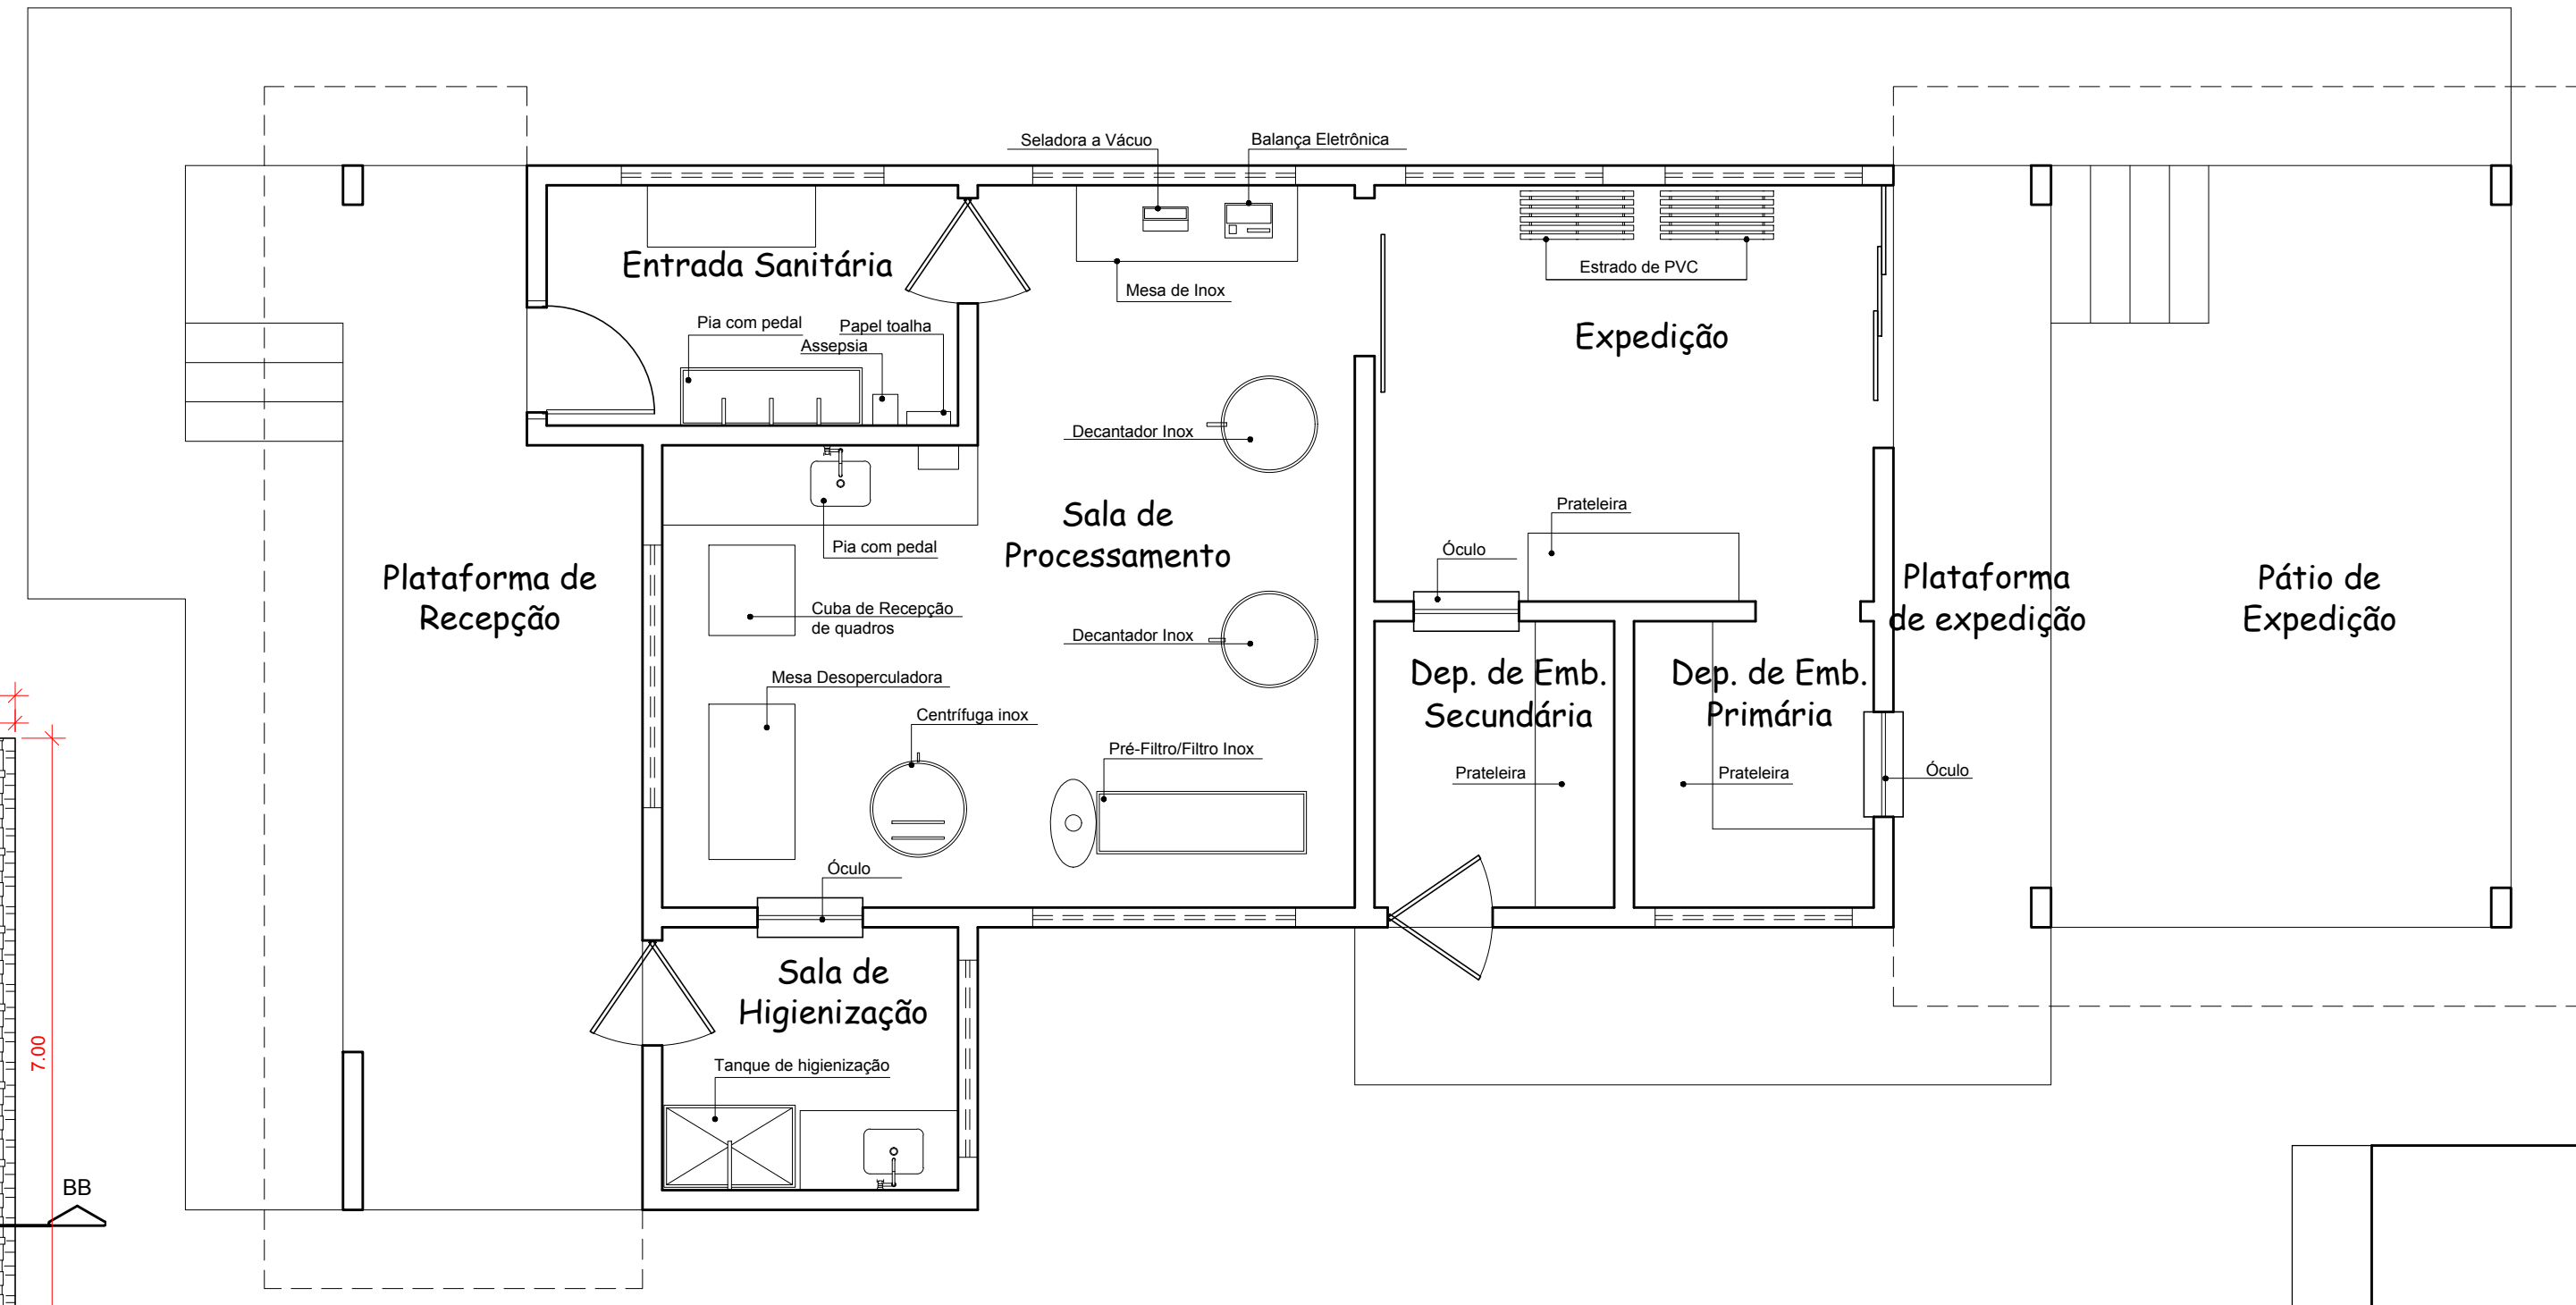 Seladora a Vácuo
Balança Eletrônica
Entrada Sanitária
Mesa de Inox
Estrado de PVC
Pia com pedal
Papel toalha
Assepsia
Expedição
Decantador Inox
Sala de
Processamento
Prateleira
Pia com pedal
Óculo
Plataforma de
Recepção
Cuba de Recepção
de quadros
Decantador Inox
Plataforma
de expedição
Pátio de
Expedição
Mesa Desoperculadora
Dep. de Emb.
Secundária
Dep. de Emb.
Primária
Centrífuga inox
Pré-Filtro/Filtro Inox
Prateleira
Prateleira
Óculo
Óculo
Sala de
Higienização
Tanque de higienização
7.00
BB